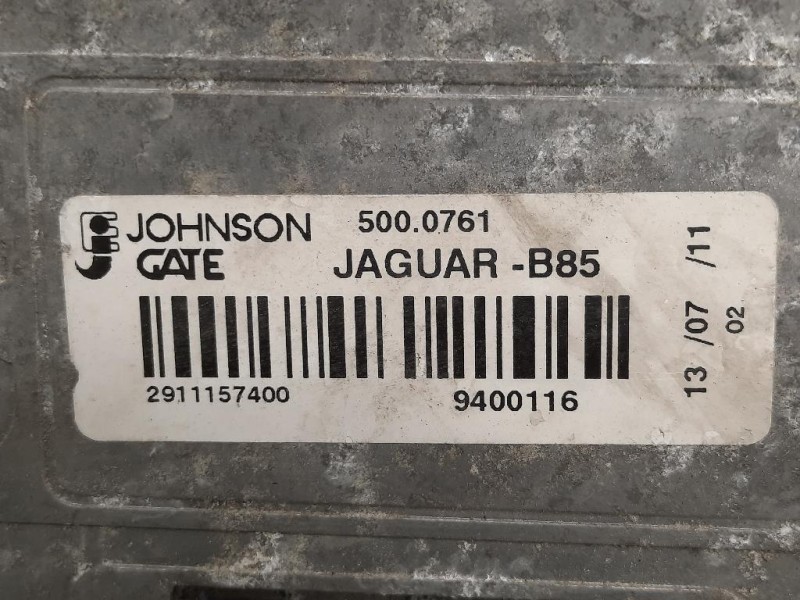 JOHNSON 500.0761
GATE JAGUAR -B85
2911157400 9400116
13 /07 /11
02